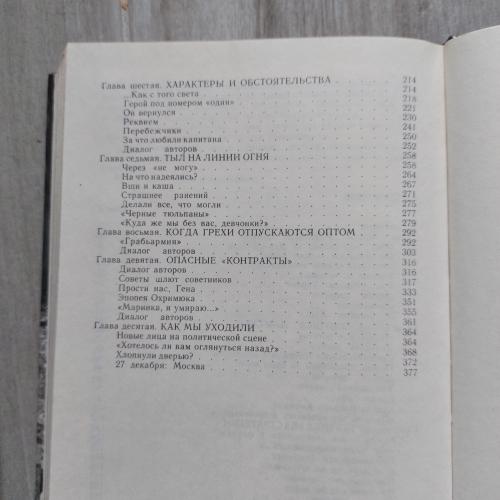 Глава шестая. ХАРАКТЕРЫ И ОБСТОЯТЕЛЬСТВА . . . . . 214
...Как с того света . . . . . 214
Герой под номером «один» . . . . . 218
Он вернулся . . . . . 221
Реквием . . . . . 230
Перебежчики . . . . . 241
За что любили капитана . . . . . 250
Диалог авторов . . . . . 252
Глава седьмая. ТЫЛ НА ЛИНИИ ОГНЯ . . . . . 258
Через «не могу» . . . . . 258
На что надеялись? . . . . . 264
Вши и каша . . . . . 267
Страшнее ранений . . . . . 271
Делали все, что могли . . . . . 275
«Черные тюльпаны» . . . . . 277
«Куда же мы без вас, девчонки?» . . . . . 279
Глава восьмая. КОГДА ГРЕХИ ОТПУСКАЮТСЯ ОПТОМ . . . . . 292
«Грабьармия» . . . . . 292
Диалог авторов . . . . . 303
Глава девятая. ОПАСНЫЕ «КОНТРАКТЫ» . . . . . 316
Диалог авторов . . . . . 316
Советы шлют советников . . . . . 317
Прости нас, Гена . . . . . 333
Эпопея Охримюка . . . . . 351
«Маринка, я умираю...» . . . . . 355
Диалог авторов . . . . . 361
Глава десятая. КАК МЫ УХОДИЛИ . . . . . 364
Новые лица на политической сцене . . . . . 364
«Хотелось ли вам оглянуться назад?» . . . . . 368
Хлопнули дверью? . . . . . 372
27 декабря: Москва . . . . . 377